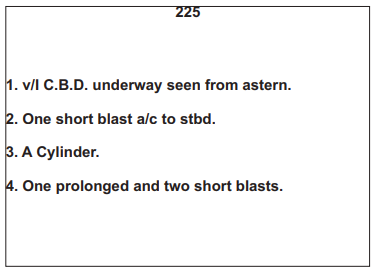 225
1. v/l C.B.D. underway seen from astern.
2. One short blast a/c to stbd.
3. A Cylinder.
4. One prolonged and two short blasts.